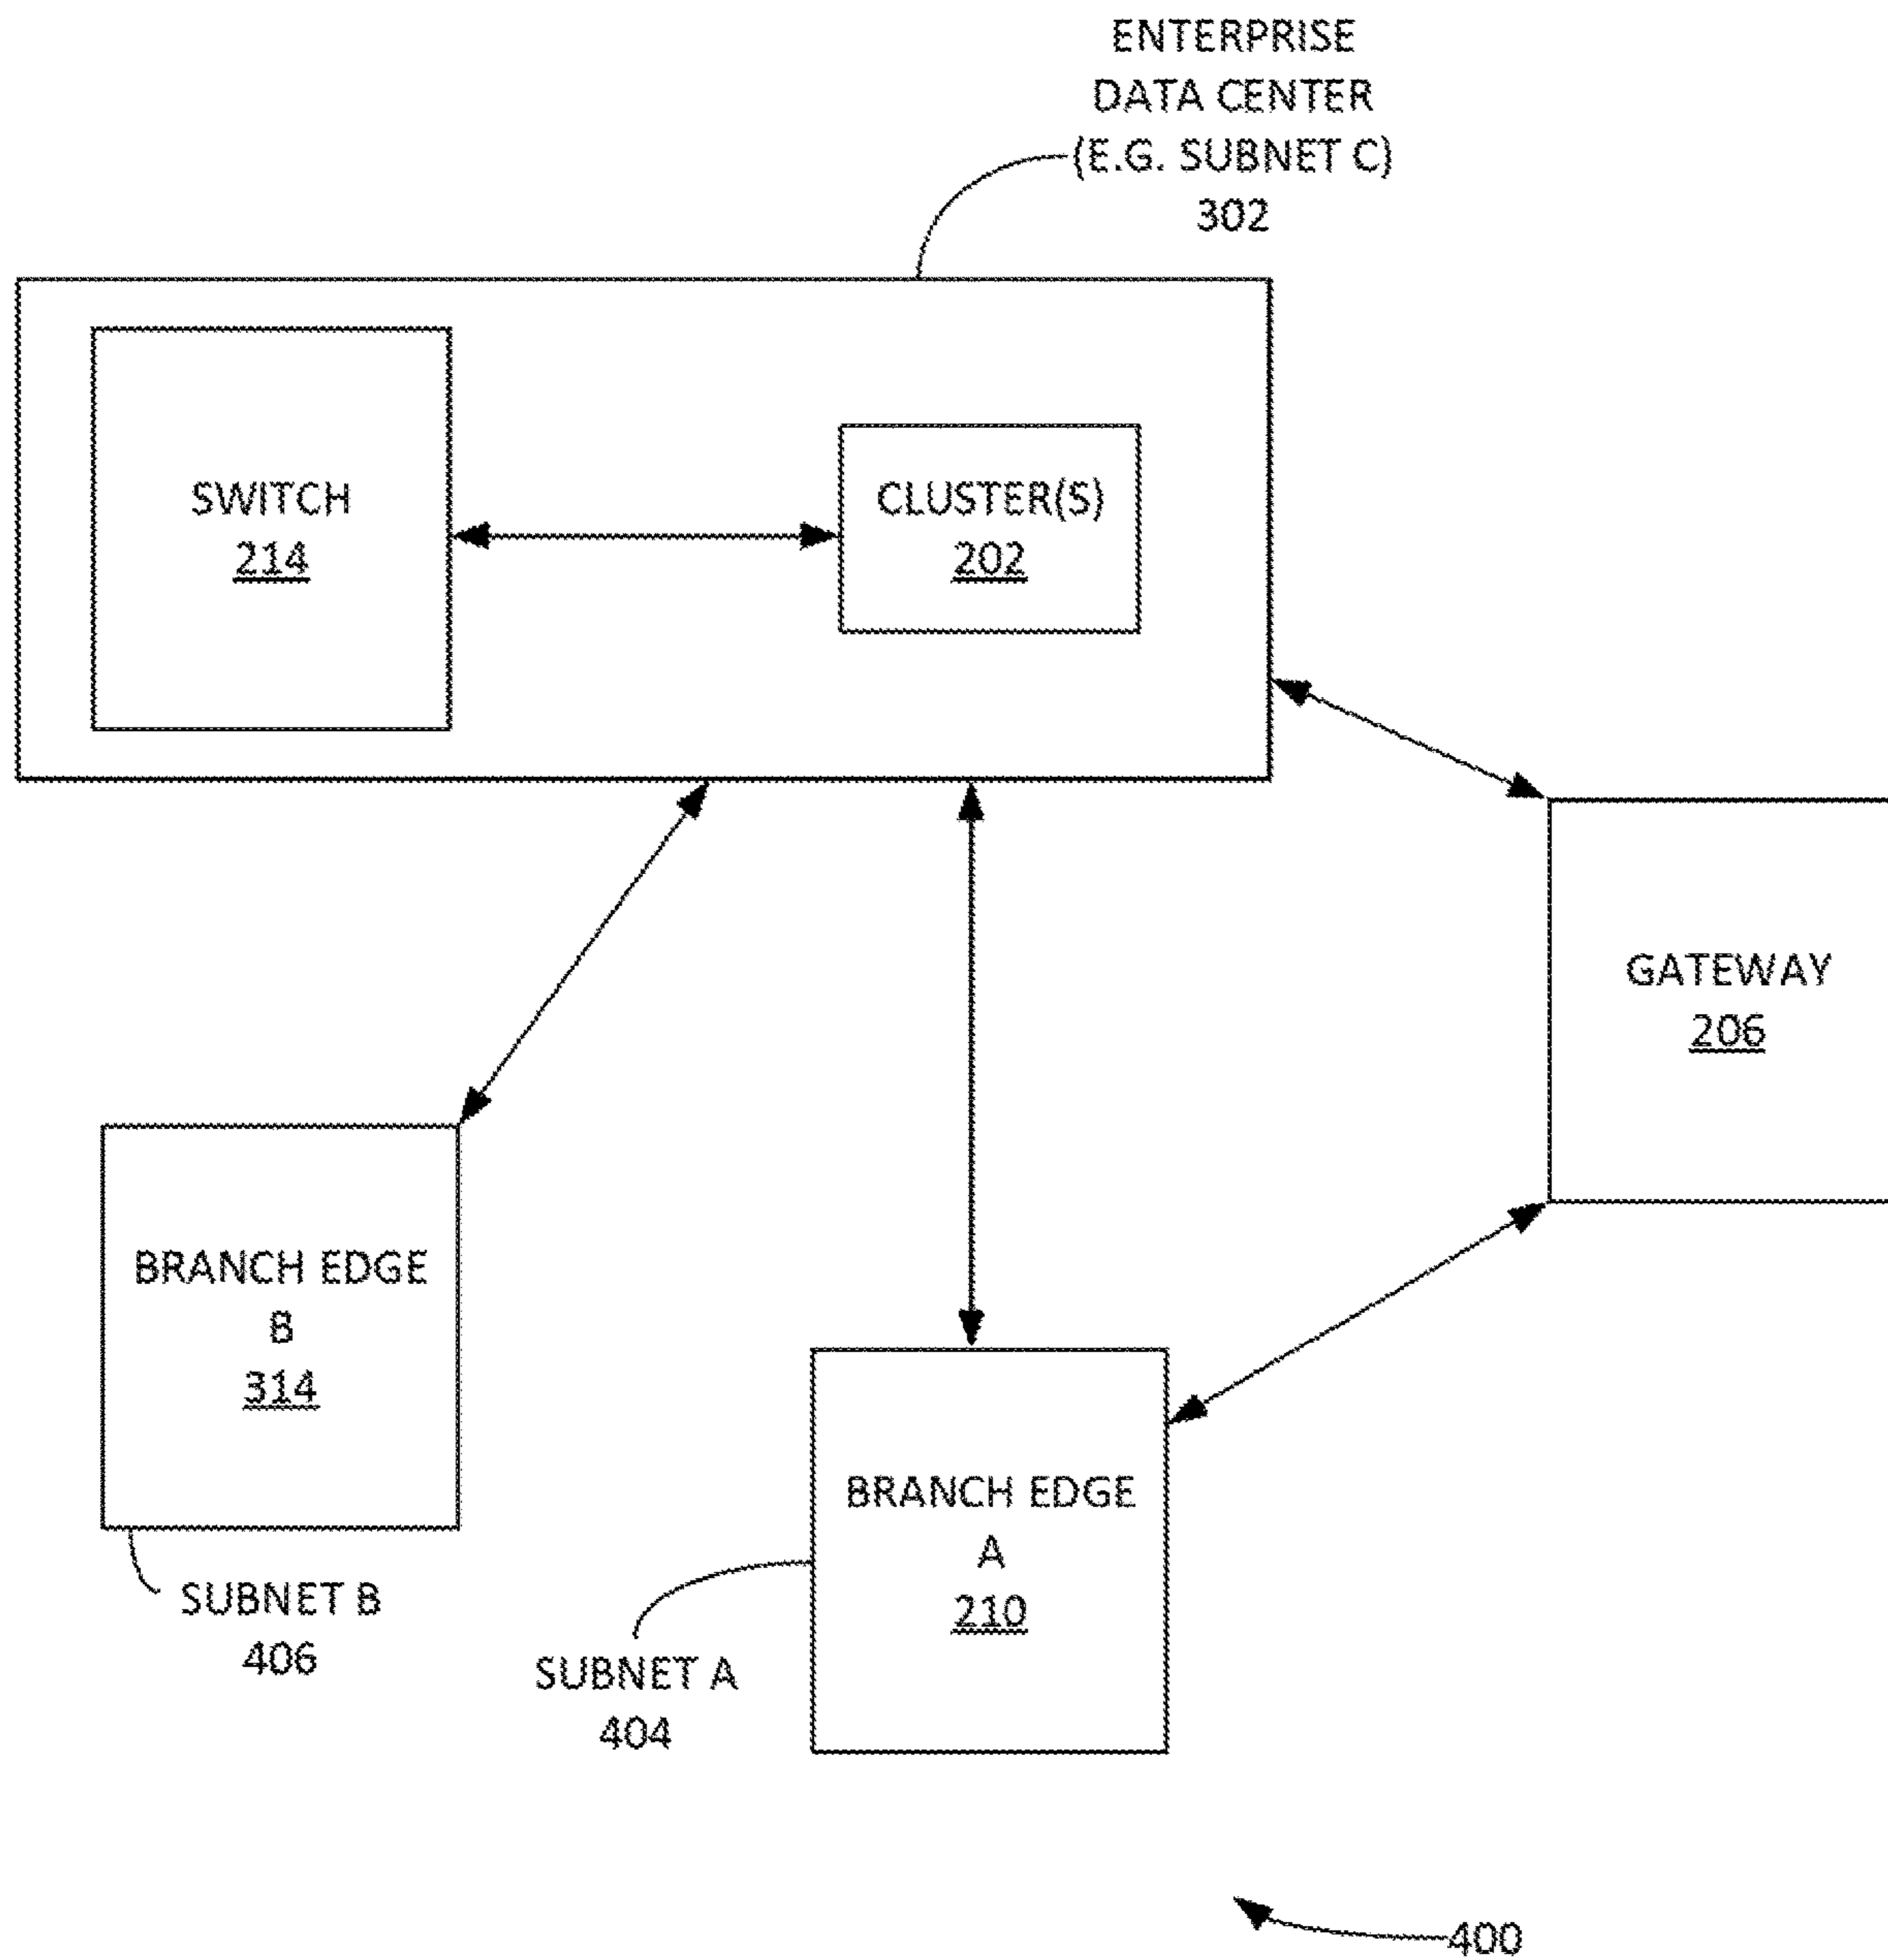 ENTERPRISE
DATA CENTER
(E.G. SUBNET C)
302
SWITCH
214
CLUSTER(S)
202
GATEWAY
206
BRANCH EDGE
B
314
SUBNET B
406
BRANCH EDGE
A
210
SUBNET A
404
400